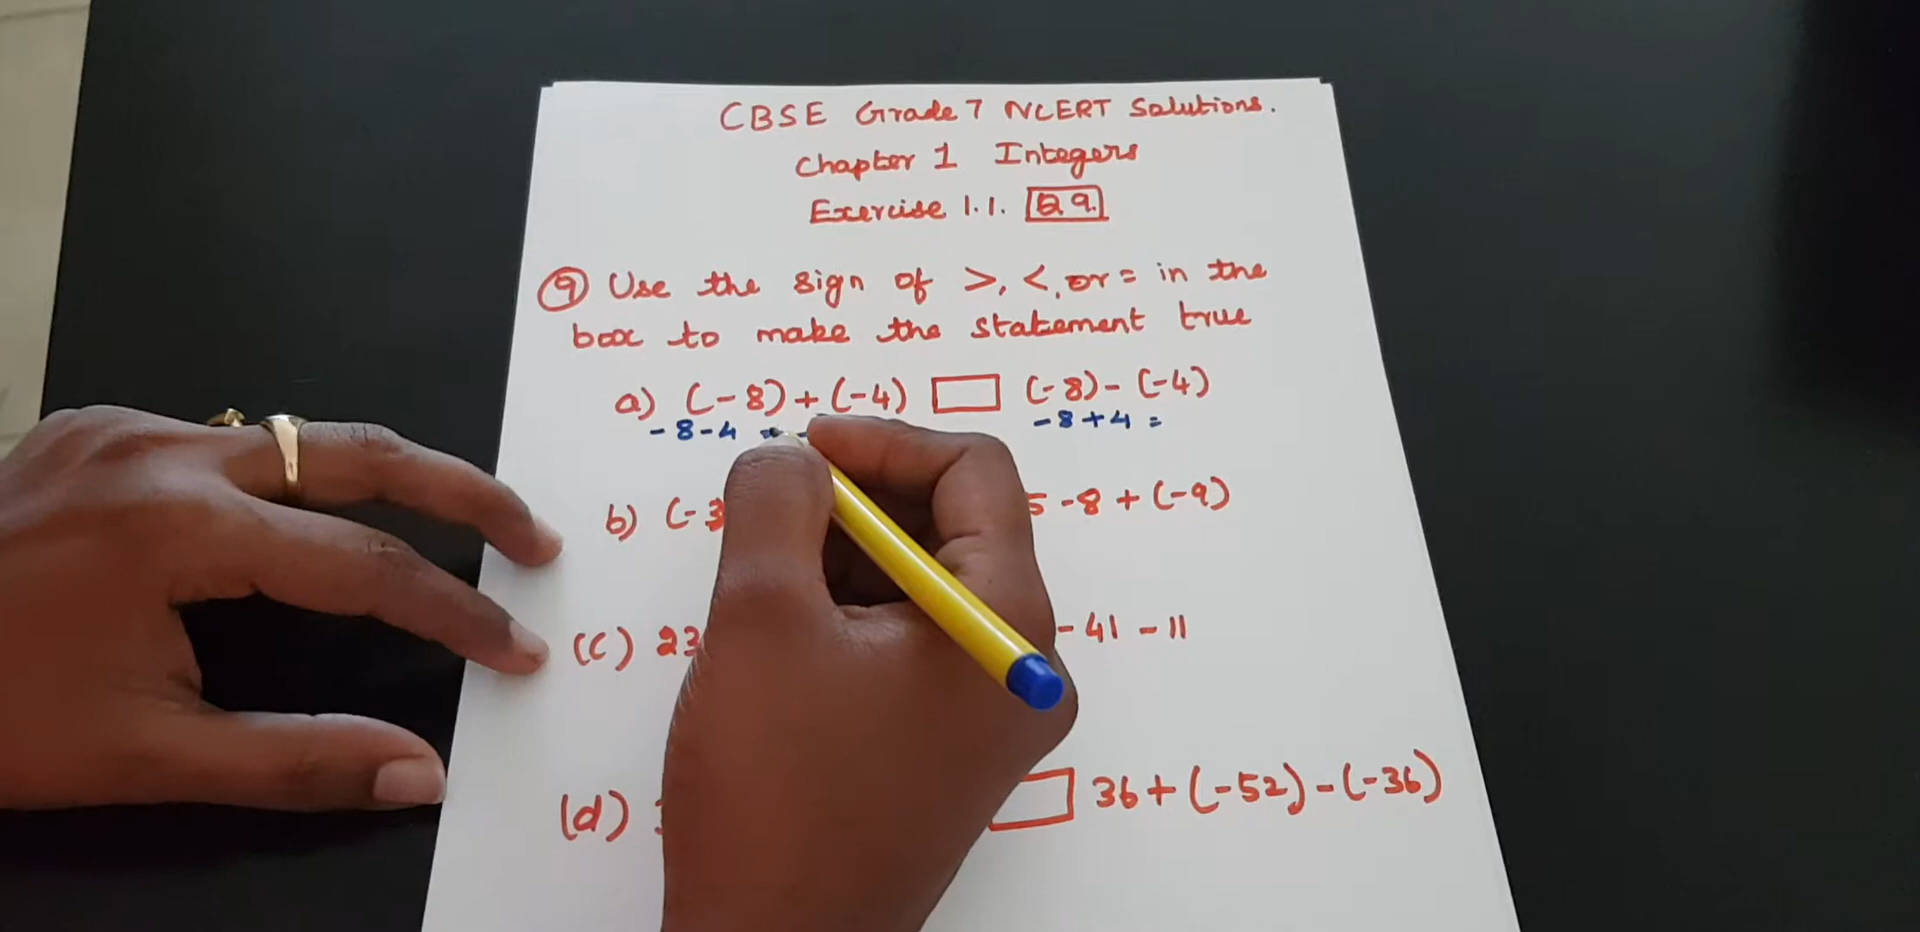 CBSE Grade 7 NCERT Solutions.
Chapter 1 Integers
Exercise 1.1. Q 9.
9 Use the sign of >, <, or = in the
box to make the statement true
a) (-8) + (-4) (-8) - (-4)
-8-4 = - -8+4 =
b) (-3 5 - 8 + (-9)
(c) 23 - 41 - 11
(d) 36 + (-52) - (-36)